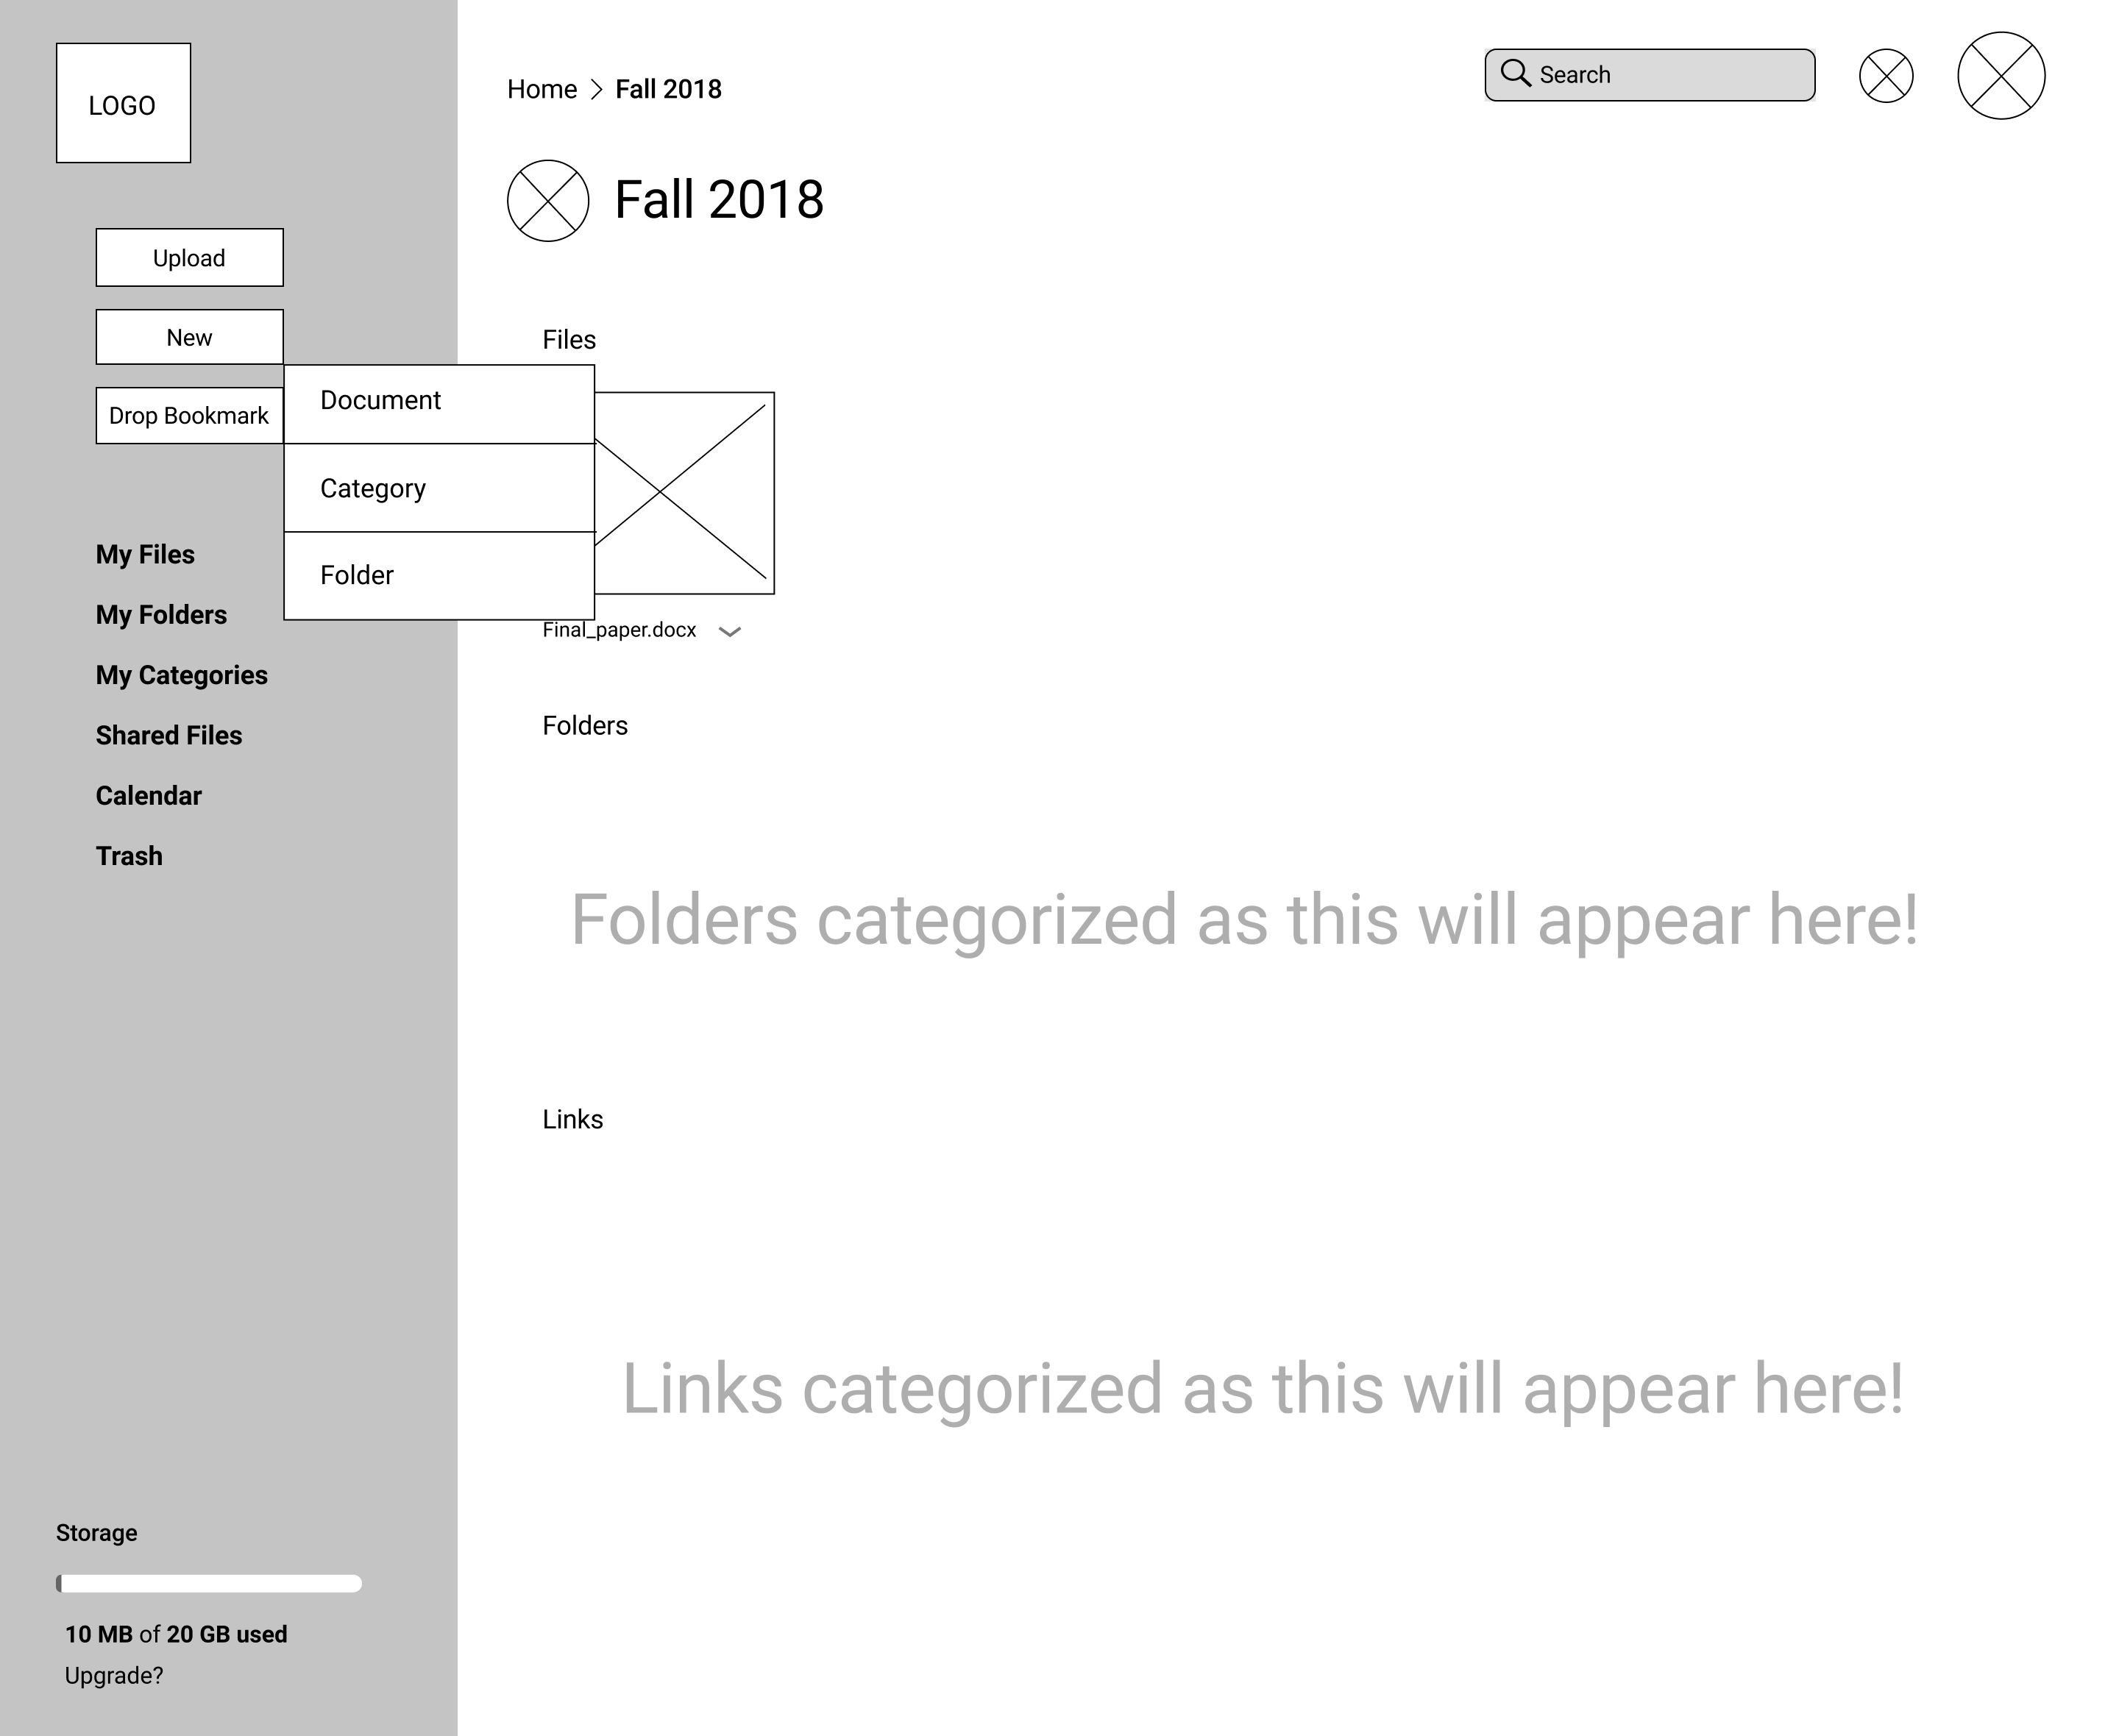 LOGO
Upload
New
Drop Bookmark
Document
Category
Folder
My Files
My Folders
My Categories
Shared Files
Calendar
Trash
Storage
10 MB of 20 GB used
Upgrade?
Home > Fall 2018
Search
Fall 2018
Files
Final_paper.docx
Folders
Folders categorized as this will appear here!
Links
Links categorized as this will appear here!